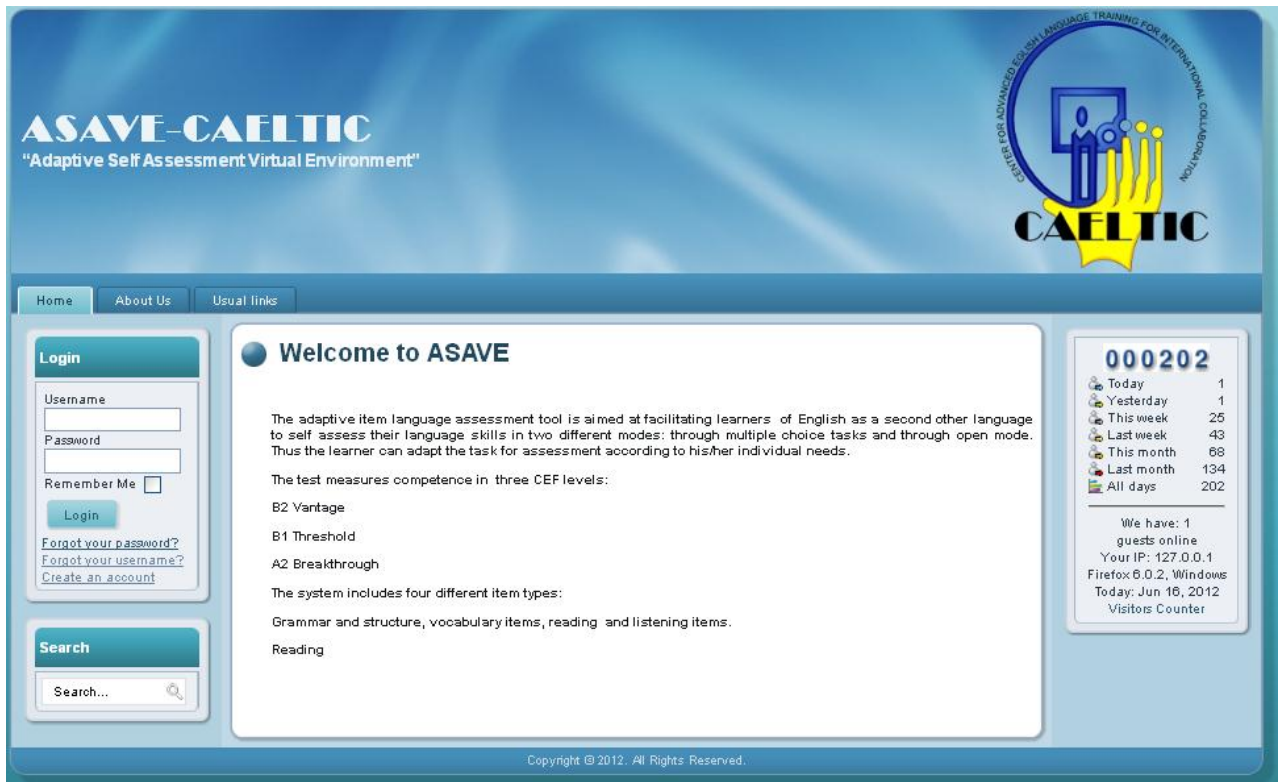 CENTER FOR ADVANCED EGLISH LANGUAGE TRAINING FOR INTERNATIONAL COLLABORATION
CAELTIC
ASAVE-CAELTIC
"Adaptive Self Assessment Virtual Environment"
Home
About Us
Usual links
Login
Username
Password
Remember Me
Login
Forgot your password?
Forgot your username?
Create an account
Search
Search...
Welcome to ASAVE
The adaptive item language assessment tool is aimed at facilitating learners of English as a second other language
to self assess their language skills in two different modes: through multiple choice tasks and through open mode.
Thus the learner can adapt the task for assessment according to his/her individual needs.
The test measures competence in three CEF levels:
B2 Vantage
B1 Threshold
A2 Breakthrough
The system includes four different item types:
Grammar and structure, vocabulary items, reading and listening items.
Reading
000202
Today 1
Yesterday 1
This week 25
Last week 43
This month 68
Last month 134
All days 202
We have: 1
guests online
Your IP: 127.0.0.1
Firefox 6.0.2, Windows
Today: Jun 16, 2012
Visitors Counter
Copyright © 2012. All Rights Reserved.